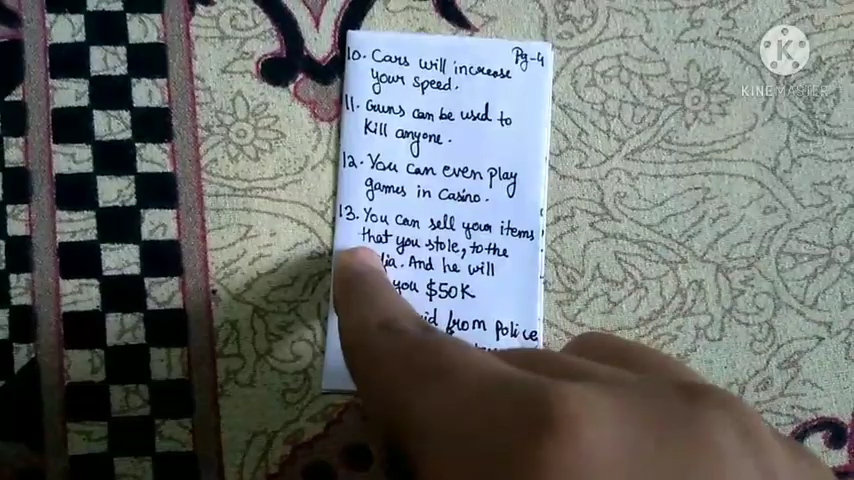 Pg-4
10. Cars will increase
your speed.
11. Guns can be used to
kill anyone.
12. You can even play
games in Casino.
13. You can sell your items
that you stole, to the
And he will
you $50K
from police
KINEMASTER